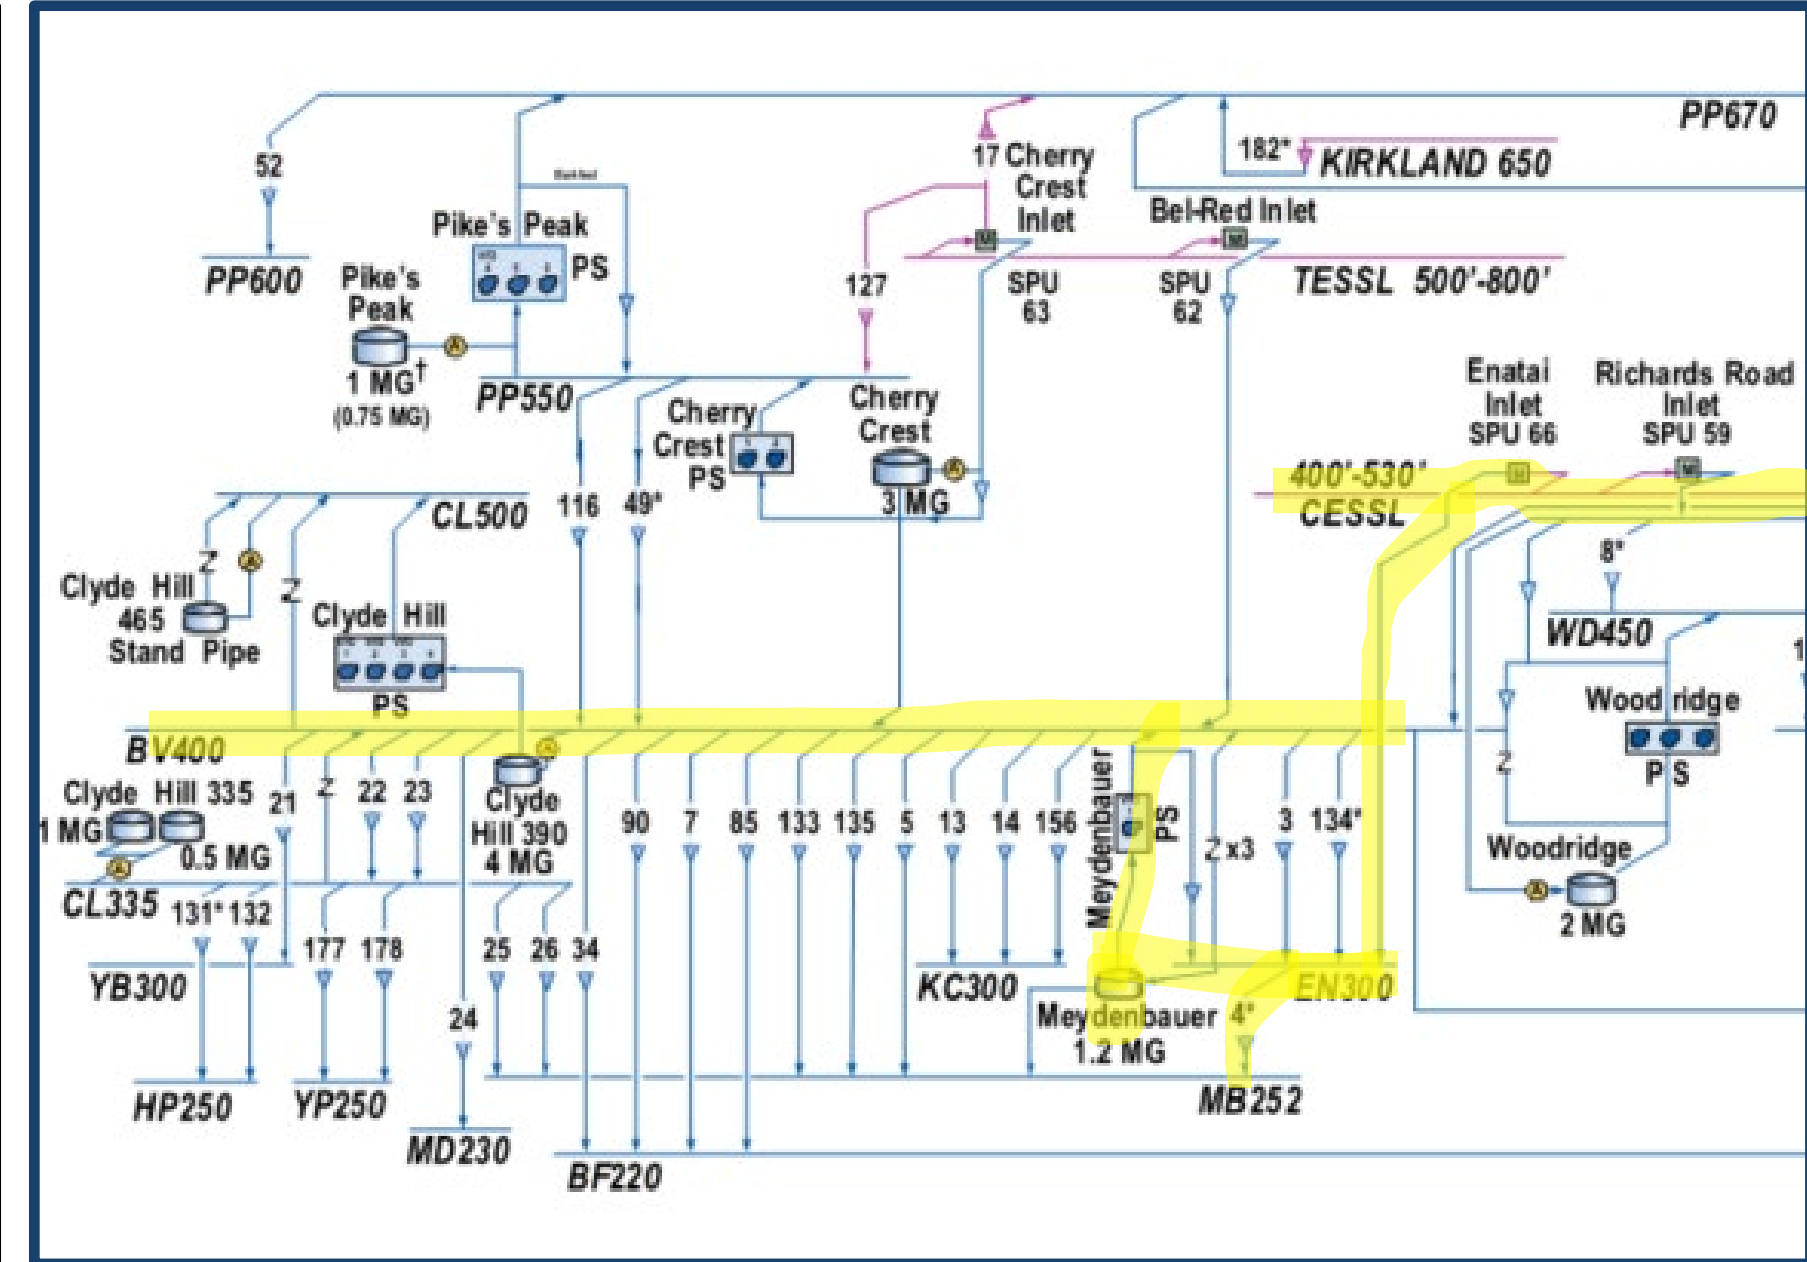 PP670
52
17 Cherry
Crest
Inlet
182*
KIRKLAND 650
Pike's Peak
PS
Bel-Red Inlet
M
M
PP600
Pike's
Peak
A
1 MG†
(0.75 MG)
127
SPU
63
SPU
62
TESSL 500'-800'
PP550
Cherry
Crest
PS
Cherry
Crest
A
3 MG
Enatai
Inlet
SPU 66
Richards Road
Inlet
SPU 59
M
400'-530'
CESSL
CL500
116
49*
Z
A
Z
Clyde Hill
465
Stand Pipe
Clyde Hill
PS
8*
WD450
Woodridge
PS
1
BV400
A
Clyde Hill 335
1 MG
0.5 MG
A
21
Z
22
23
Clyde
Hill 390
4 MG
90
7
85
133
135
5
13
14
156
Meydenbauer
PS
Z x3
3
134*
Z
Woodridge
A
2 MG
CL335
131*
132
177
178
25
26
34
YB300
24
KC300
Meydenbauer
1.2 MG
4*
EN300
HP250
YP250
MD230
MB252
BF220